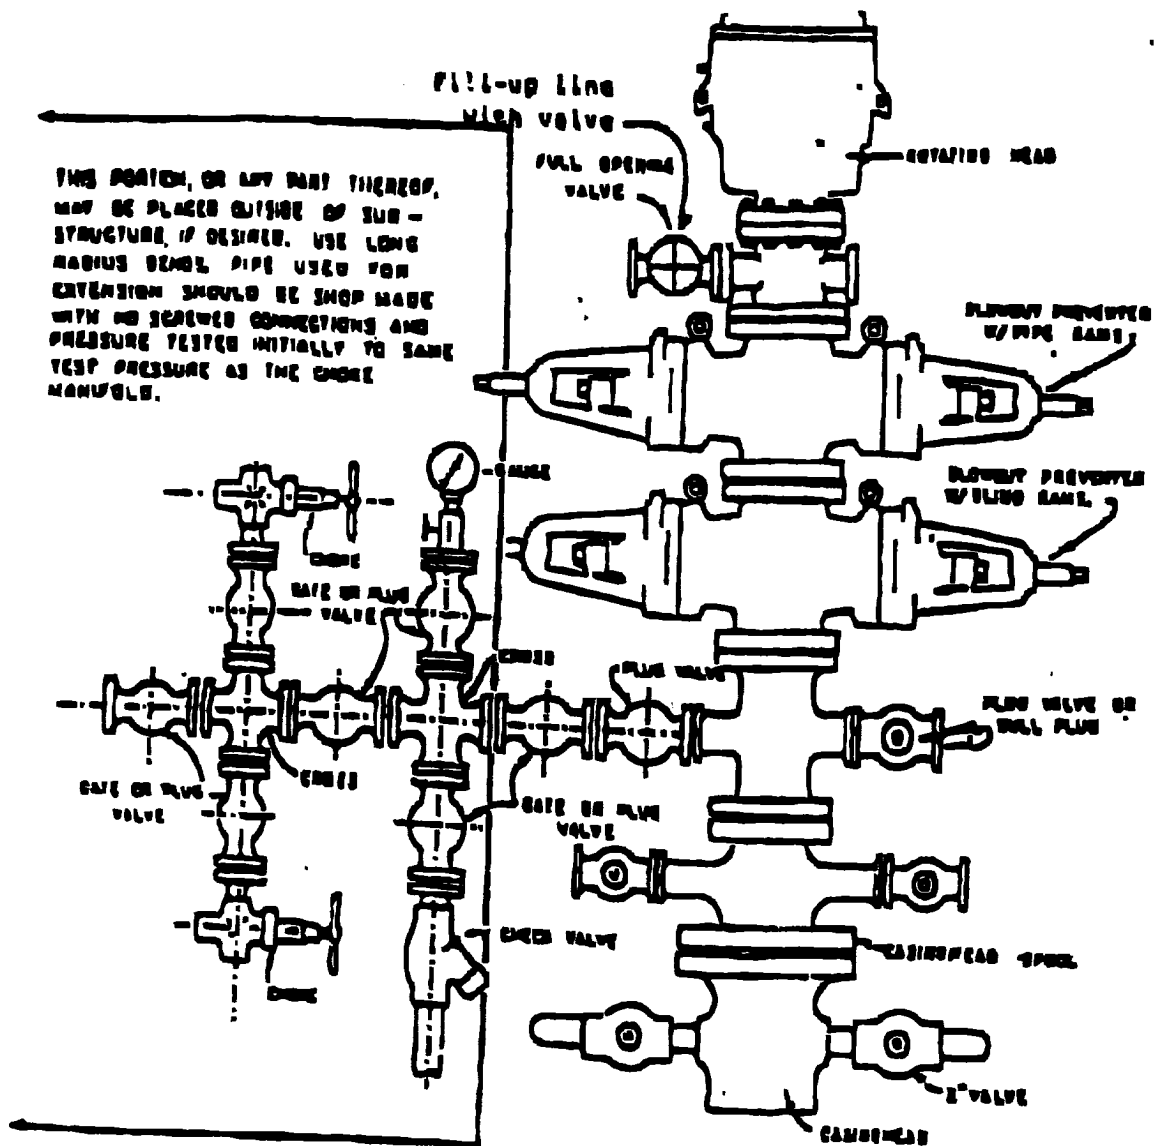 Fill-up line
with valve
FULL OPENING
VALVE
ROTATING HEAD
THIS PORTION, OR ANY PART THEREOF,
MAY BE PLACED OUTSIDE OF SUB-
STRUCTURE, IF DESIRED. USE LONG
RADIUS BENDS. PIPE USED FOR
EXTENSION SHOULD BE SHOP MADE
WITH NO SCREWED CONNECTIONS AND
PRESSURE TESTED INITIALLY TO SAME
TEST PRESSURE AS THE CHOKE
MANIFOLD.
BLOWOUT PREVENTER
W/PIPE RAMS
GAUGE
BLOWOUT PREVENTER
W/BLIND RAMS
CHOKE
GATE OR PLUG
VALVE
CROSS
PLUG VALVE
PLUG VALVE OR
BULL PLUG
CROSS
GATE OR PLUG
VALVE
GATE OR PLUG
VALVE
CHECK VALVE
CASINGHEAD SPOOL
CHOKE
2" VALVE
CASINGHEAD